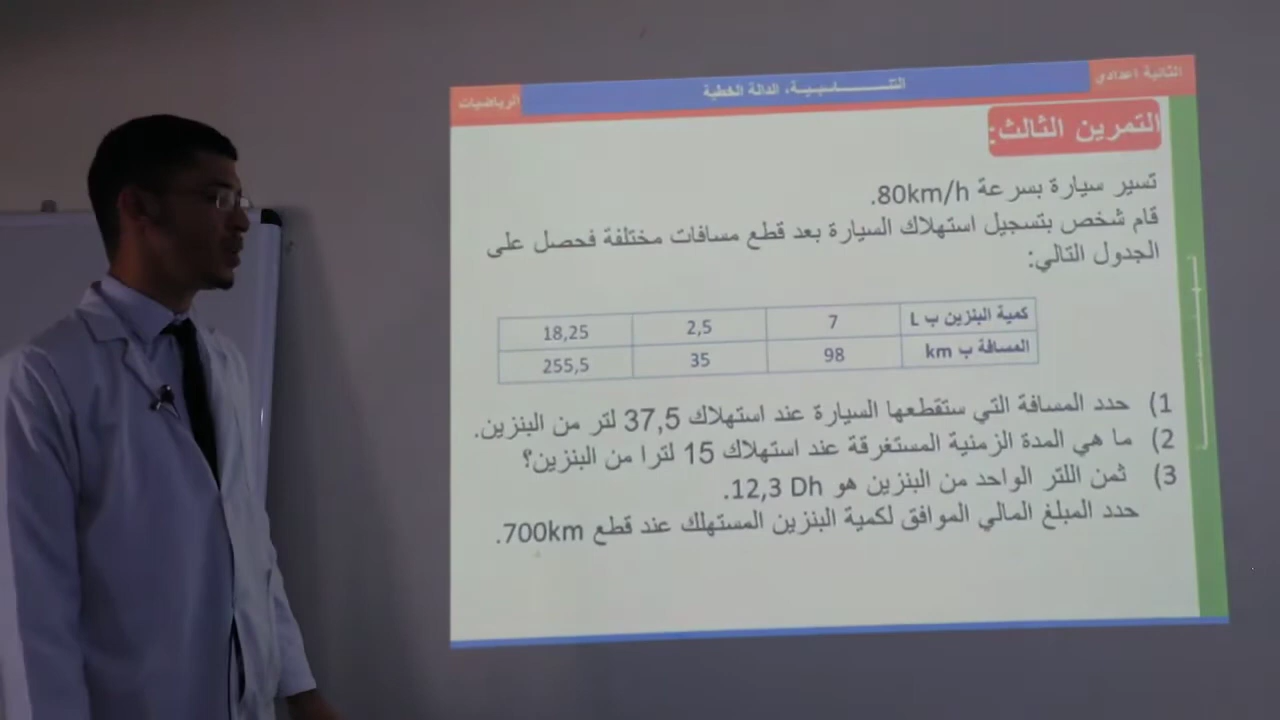 الثانية اعدادي
التنــــــــاسبيــــة، الدالة الخطية
الرياضيات
التمرين الثالث:
تسير سيارة بسرعة 80km/h.
قام شخص بتسجيل استهلاك السيارة بعد قطع مسافات مختلفة فحصل على
الجدول التالي:
كمية البنزين ب L 7 2,5 18,25
المسافة ب km 98 35 255,5
1) حدد المسافة التي ستقطعها السيارة عند استهلاك 37,5 لتر من البنزين.
2) ما هي المدة الزمنية المستغرقة عند استهلاك 15 لترا من البنزين؟
3) ثمن اللتر الواحد من البنزين هو 12,3 Dh.
حدد المبلغ المالي الموافق لكمية البنزين المستهلك عند قطع 700km.